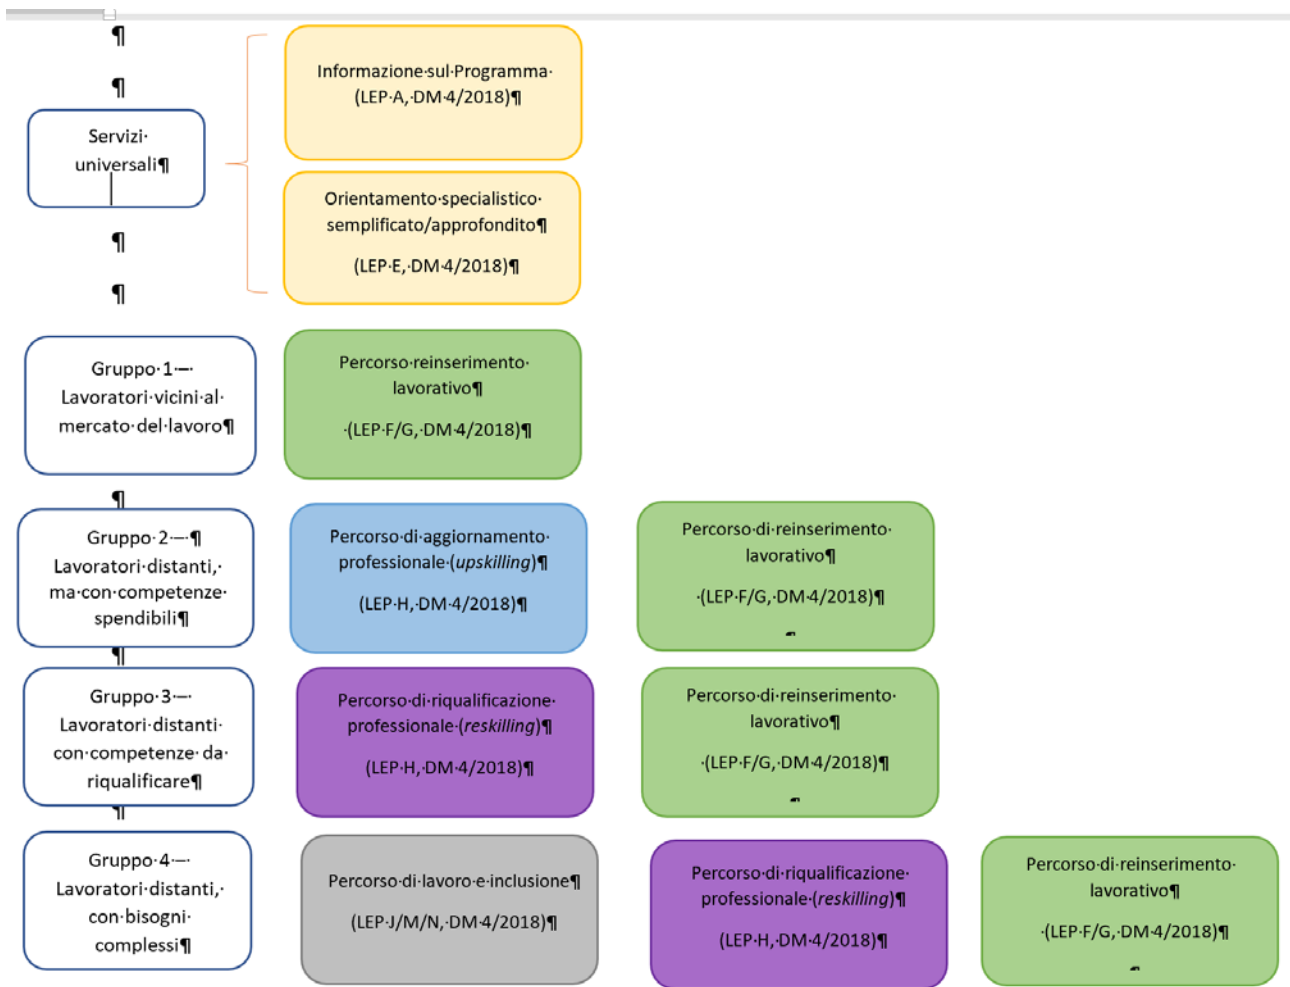 Servizi
universali¶
Informazione sul Programma
(LEP A, DM 4/2018)¶
Orientamento specialistico
semplificato/approfondito¶
(LEP E, DM 4/2018)¶
Gruppo 1 –
Lavoratori vicini al
mercato del lavoro¶
Percorso reinserimento
lavorativo¶
(LEP F/G, DM 4/2018)¶
Gruppo 2 – ¶
Lavoratori distanti,
ma con competenze
spendibili¶
Percorso di aggiornamento
professionale (upskilling)¶
(LEP H, DM 4/2018)¶
Percorso di reinserimento
lavorativo¶
(LEP F/G, DM 4/2018)¶
Gruppo 3 –
Lavoratori distanti
con competenze da
riqualificare¶
Percorso di riqualificazione
professionale (reskilling)¶
(LEP H, DM 4/2018)¶
Percorso di reinserimento
lavorativo¶
(LEP F/G, DM 4/2018)¶
Gruppo 4 –
Lavoratori distanti,
con bisogni
complessi¶
Percorso di lavoro e inclusione¶
(LEP J/M/N, DM 4/2018)¶
Percorso di riqualificazione
professionale (reskilling)¶
(LEP H, DM 4/2018)¶
Percorso di reinserimento
lavorativo¶
(LEP F/G, DM 4/2018)¶